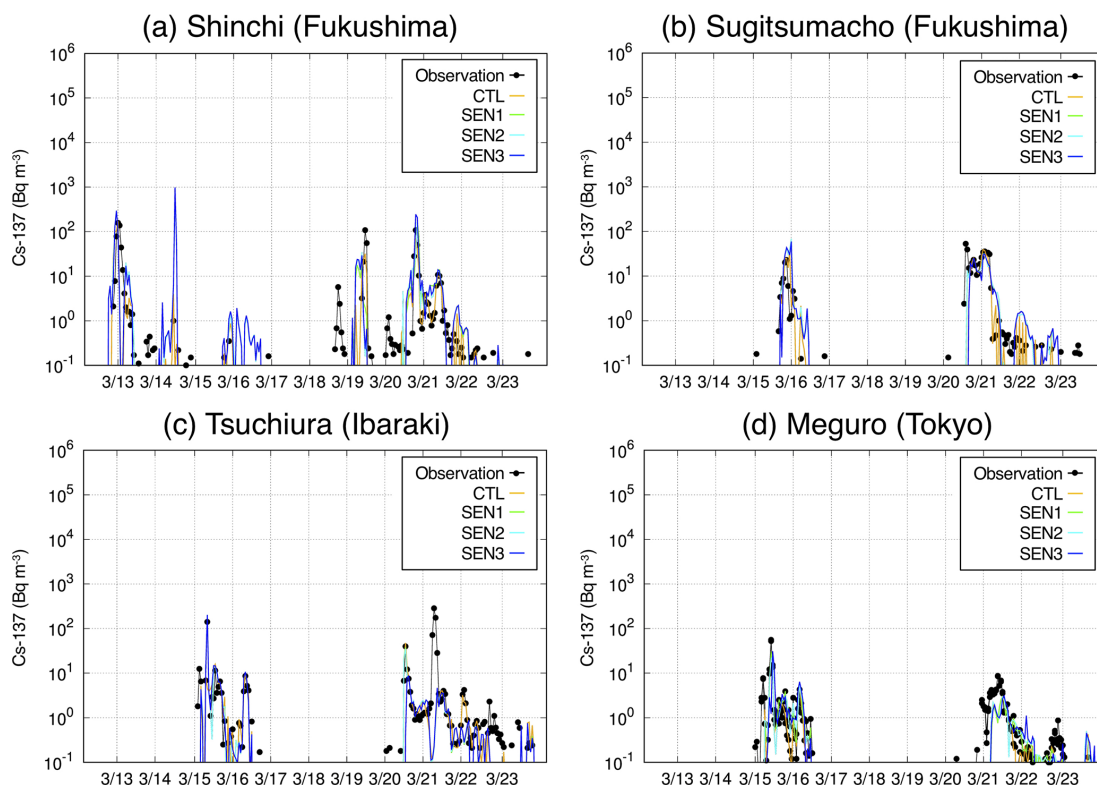 (a) Shinchi (Fukushima)
10⁶
10⁵
10⁴
10³
10²
10¹
10⁰
10⁻¹
Cs-137 (Bq m⁻³)
Observation
CTL
SEN1
SEN2
SEN3
3/13 3/14 3/15 3/16 3/17 3/18 3/19 3/20 3/21 3/22 3/23
(b) Sugitsumacho (Fukushima)
10⁶
10⁵
10⁴
10³
10²
10¹
10⁰
10⁻¹
Cs-137 (Bq m⁻³)
Observation
CTL
SEN1
SEN2
SEN3
3/13 3/14 3/15 3/16 3/17 3/18 3/19 3/20 3/21 3/22 3/23
(c) Tsuchiura (Ibaraki)
10⁶
10⁵
10⁴
10³
10²
10¹
10⁰
10⁻¹
Cs-137 (Bq m⁻³)
Observation
CTL
SEN1
SEN2
SEN3
3/13 3/14 3/15 3/16 3/17 3/18 3/19 3/20 3/21 3/22 3/23
(d) Meguro (Tokyo)
10⁶
10⁵
10⁴
10³
10²
10¹
10⁰
10⁻¹
Cs-137 (Bq m⁻³)
Observation
CTL
SEN1
SEN2
SEN3
3/13 3/14 3/15 3/16 3/17 3/18 3/19 3/20 3/21 3/22 3/23